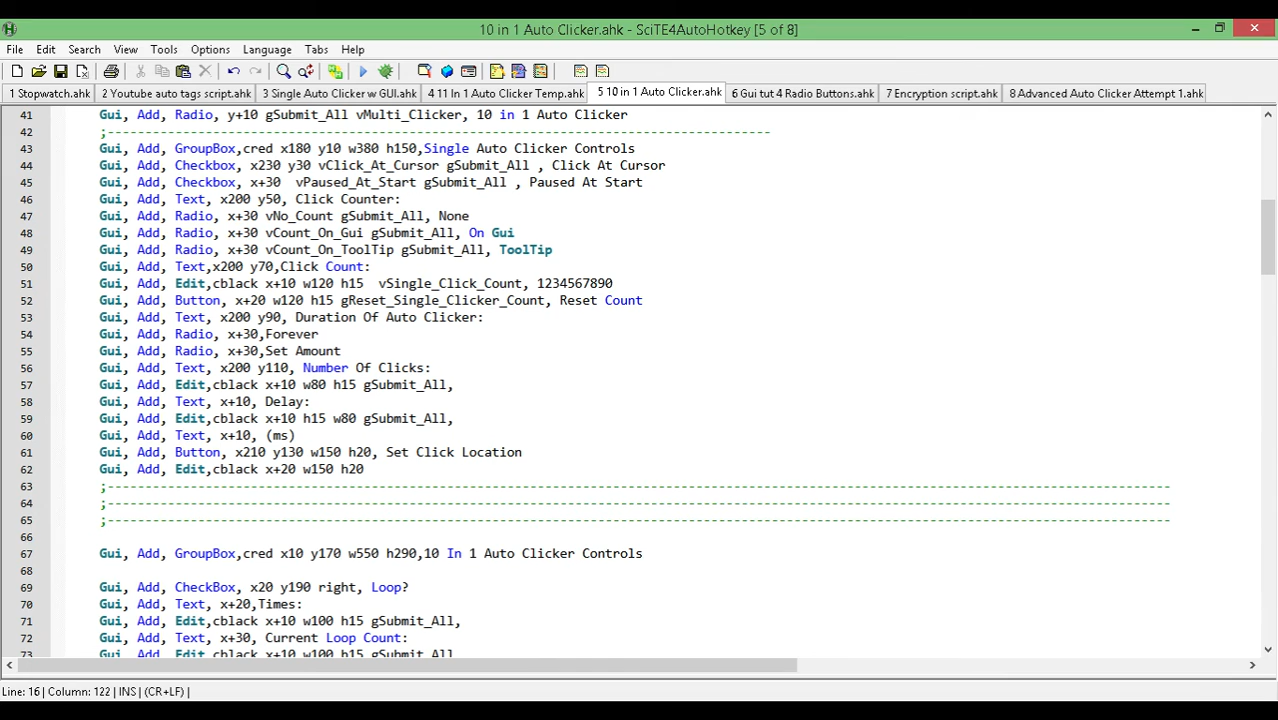 10 in 1 Auto Clicker.ahk - SciTE4AutoHotkey [5 of 8]
File Edit Search View Tools Options Language Tabs Help
1 Stopwatch.ahk 2 Youtube auto tags script.ahk 3 Single Auto Clicker w GUI.ahk 4 11 In 1 Auto Clicker Temp.ahk 5 10 in 1 Auto Clicker.ahk 6 Gui tut 4 Radio Buttons.ahk 7 Encryption script.ahk 8 Advanced Auto Clicker Attempt 1.ahk
41 Gui, Add, Radio, y+10 gSubmit_All vMulti_Clicker, 10 in 1 Auto Clicker
42 ;----------------------------------------------------------------------------------------
43 Gui, Add, GroupBox,cred x180 y10 w380 h150,Single Auto Clicker Controls
44 Gui, Add, Checkbox, x230 y30 vClick_At_Cursor gSubmit_All , Click At Cursor
45 Gui, Add, Checkbox, x+30  vPaused_At_Start gSubmit_All , Paused At Start
46 Gui, Add, Text, x200 y50, Click Counter:
47 Gui, Add, Radio, x+30 vNo_Count gSubmit_All, None
48 Gui, Add, Radio, x+30 vCount_On_Gui gSubmit_All, On Gui
49 Gui, Add, Radio, x+30 vCount_On_ToolTip gSubmit_All, ToolTip
50 Gui, Add, Text,x200 y70,Click Count:
51 Gui, Add, Edit,cblack x+10 w120 h15  vSingle_Click_Count, 1234567890
52 Gui, Add, Button, x+20 w120 h15 gReset_Single_Clicker_Count, Reset Count
53 Gui, Add, Text, x200 y90, Duration Of Auto Clicker:
54 Gui, Add, Radio, x+30,Forever
55 Gui, Add, Radio, x+30,Set Amount
56 Gui, Add, Text, x200 y110, Number Of Clicks:
57 Gui, Add, Edit,cblack x+10 w80 h15 gSubmit_All,
58 Gui, Add, Text, x+10, Delay:
59 Gui, Add, Edit,cblack x+10 h15 w80 gSubmit_All,
60 Gui, Add, Text, x+10, (ms)
61 Gui, Add, Button, x210 y130 w150 h20, Set Click Location
62 Gui, Add, Edit,cblack x+20 w150 h20
63 ;----------------------------------------------------------------------------------------------------------------------------------------------
64 ;----------------------------------------------------------------------------------------------------------------------------------------------
65 ;----------------------------------------------------------------------------------------------------------------------------------------------
66
67 Gui, Add, GroupBox,cred x10 y170 w550 h290,10 In 1 Auto Clicker Controls
68
69 Gui, Add, CheckBox, x20 y190 right, Loop?
70 Gui, Add, Text, x+20,Times:
71 Gui, Add, Edit,cblack x+10 w100 h15 gSubmit_All,
72 Gui, Add, Text, x+30, Current Loop Count:
73 Gui, Add, Edit cblack x+10 w100 h15 gSubmit_All
Line: 16 | Column: 122 | INS | (CR+LF) |